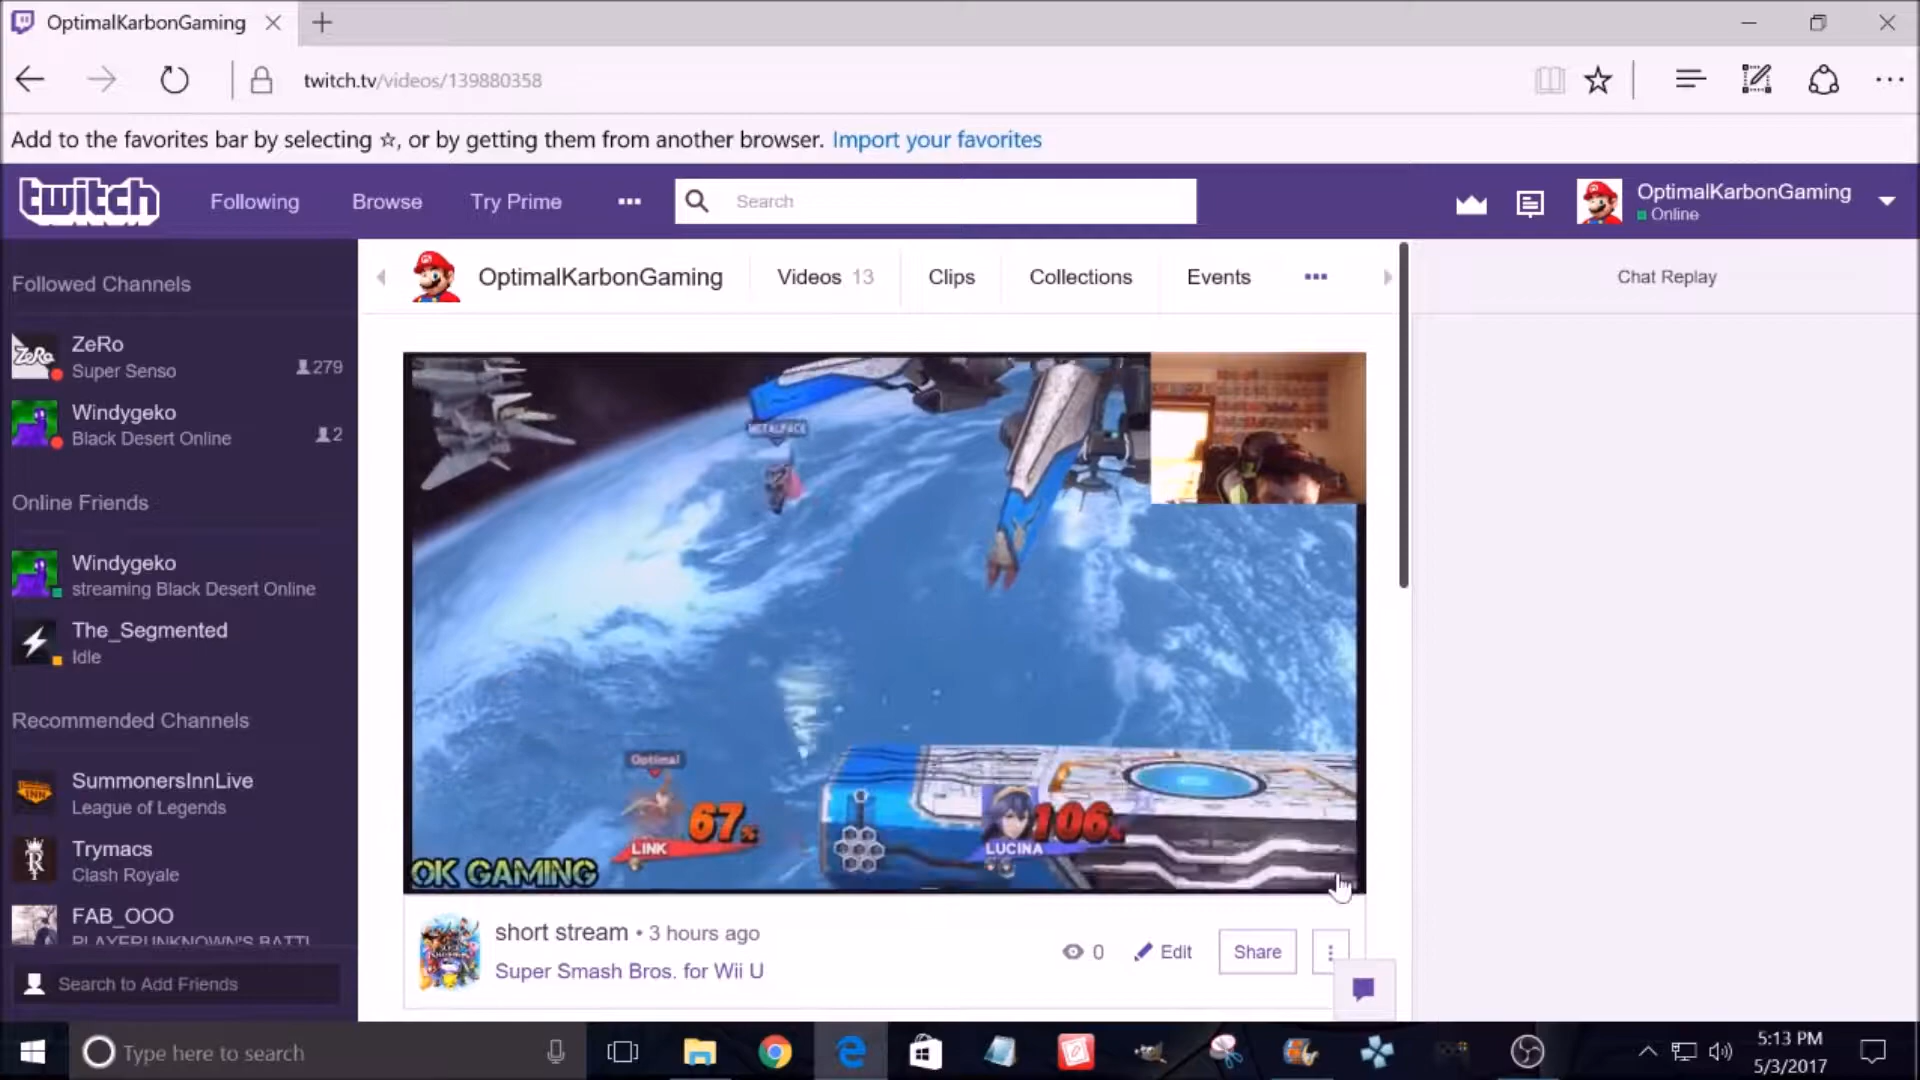 OptimalKarbonGaming
twitch.tv/videos/139880358
Add to the favorites bar by selecting ☆, or by getting them from another browser. Import your favorites
twitch
Following
Browse
Try Prime
Search
OptimalKarbonGaming
Online
Followed Channels
ZeRo
Super Senso
279
Windygeko
Black Desert Online
2
Online Friends
Windygeko
streaming Black Desert Online
The_Segmented
Idle
Recommended Channels
SummonersInnLive
League of Legends
Trymacs
Clash Royale
FAB_OOO
PLAYERUNKNOWN'S BATTL
Search to Add Friends
OptimalKarbonGaming
Videos 13
Clips
Collections
Events
Chat Replay
METALFACE
Optimal
67%
LINK
106%
LUCINA
OK GAMING
short stream • 3 hours ago
Super Smash Bros. for Wii U
0
Edit
Share
Type here to search
5:13 PM
5/3/2017